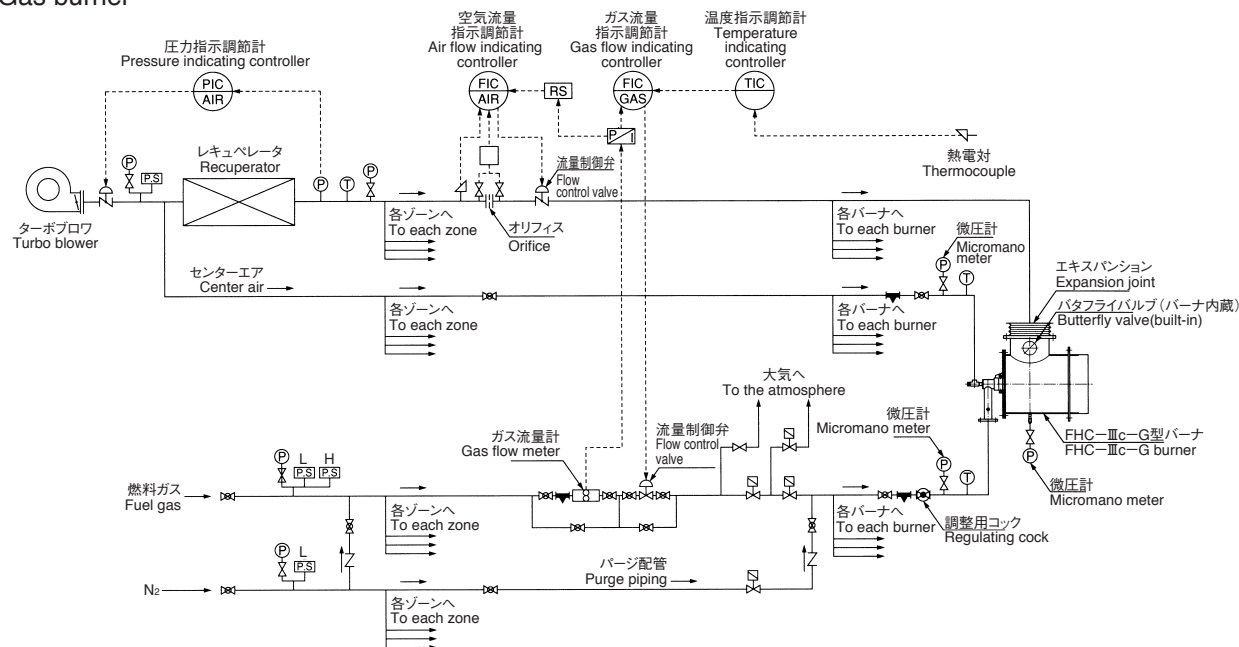 Gas burner
空気流量
指示調節計
Air flow indicating
controller
ガス流量
指示調節計
Gas flow indicating
controller
温度指示調節計
Temperature
indicating
controller
圧力指示調節計
Pressure indicating controller
PIC
AIR
FIC
AIR
RS
FIC
GAS
TIC
P
I
熱電対
Thermocouple
レキュペレータ
Recuperator
P
P.S
P
T
P
流量制御弁
Flow
control valve
ターボブロワ
Turbo blower
各ゾーンへ
To each zone
オリフィス
Orifice
各バーナへ
To each burner
微圧計
Micromano
meter
P
T
センターエア
Center air
各ゾーンへ
To each zone
各バーナへ
To each burner
エキスパンション
Expansion joint
バタフライバルブ(バーナ内蔵)
Butterfly valve(built-in)
大気へ
To the atmosphere
微圧計
Micromano meter
FHC-Ⅲc-G型バーナ
FHC-Ⅲc-G burner
P
微圧計
Micromano meter
ガス流量計
Gas flow meter
流量制御弁
Flow control
valve
P
L
H
P.S
P.S
P
T
燃料ガス
Fuel gas
各ゾーンへ
To each zone
各バーナへ
To each burner
調整用コック
Regulating cock
P
L
P.S
パージ配管
Purge piping
N₂
各ゾーンへ
To each zone